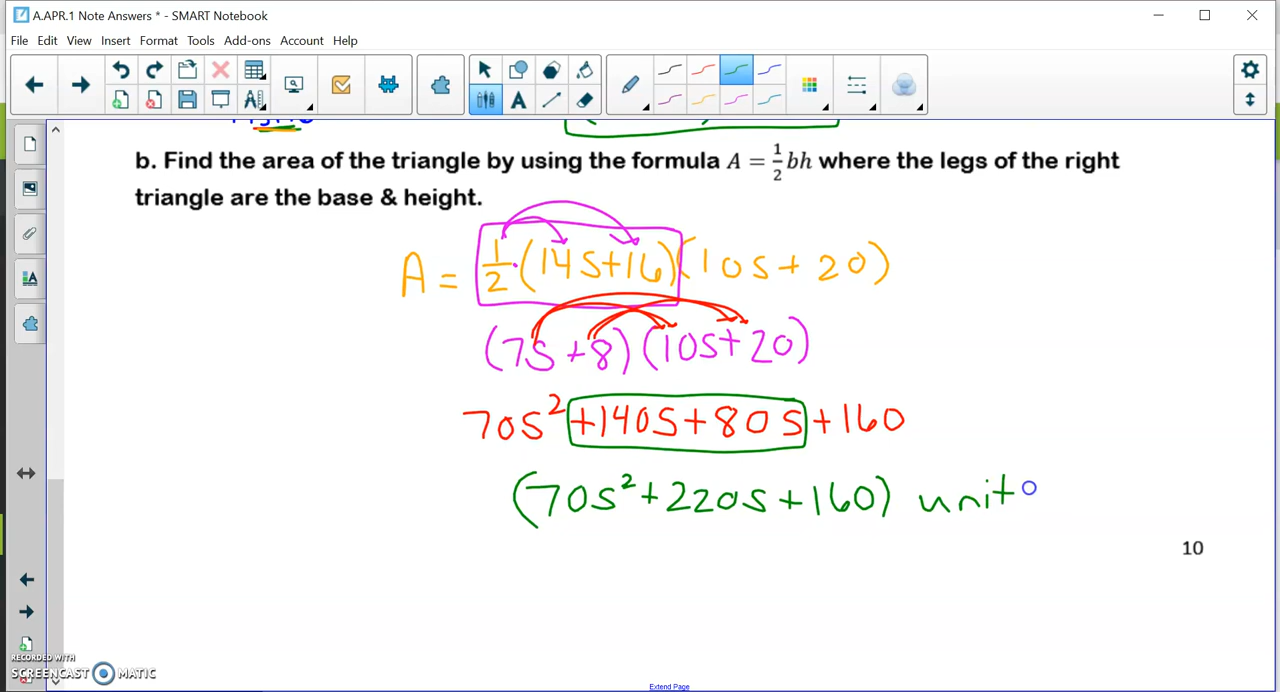 A.APR.1 Note Answers * - SMART Notebook
File Edit View Insert Format Tools Add-ons Account Help
b. Find the area of the triangle by using the formula A = 1/2 bh where the legs of the right
triangle are the base & height.
A = 1/2 · (14s+16)(10s+20)
(7s+8)(10s+20)
70s² +140s+80s +160
(70s²+220s+160) unit
10
RECORDED WITH
SCREENCAST MATIC
Extend Page